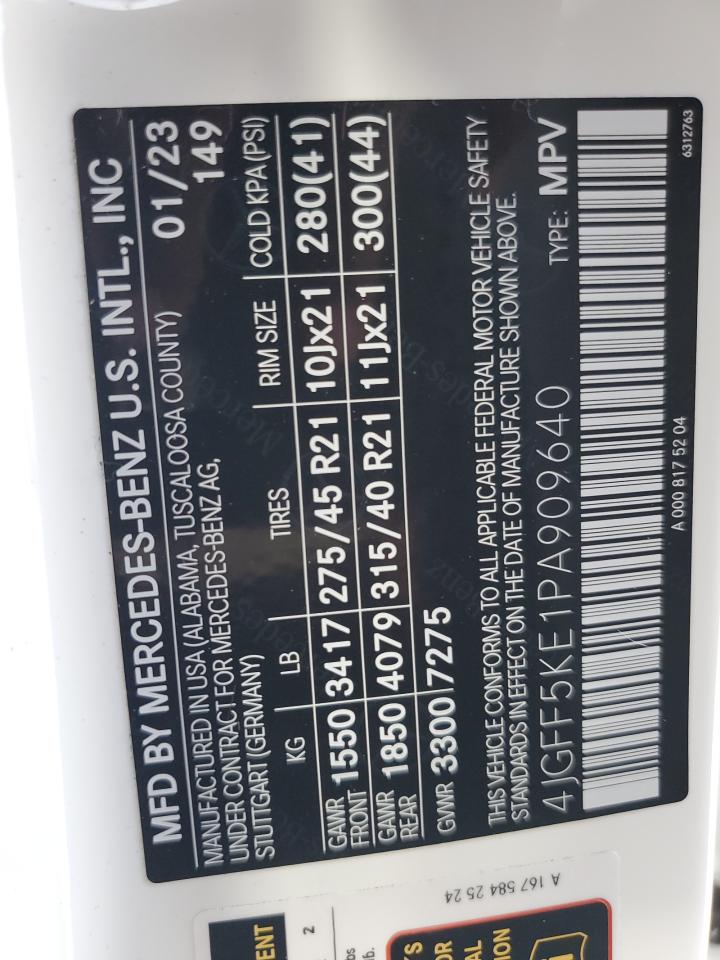 MFD BY MERCEDES-BENZ U.S. INTL., INC
MANUFACTURED IN USA (ALABAMA, TUSCALOOSA COUNTY) 01/23
UNDER CONTRACT FOR MERCEDES-BENZ AG, 149
STUTTGART (GERMANY)
KG LB TIRES RIM SIZE COLD KPA (PSI)
GAWR FRONT 1550 3417 275/45 R21 10Jx21 280(41)
GAWR REAR 1850 4079 315/40 R21 11Jx21 300(44)
GVWR 3300 7275
THIS VEHICLE CONFORMS TO ALL APPLICABLE FEDERAL MOTOR VEHICLE SAFETY
STANDARDS IN EFFECT ON THE DATE OF MANUFACTURE SHOWN ABOVE.
4JGFF5KE1PA909640 TYPE: MPV
A 000 817 52 04
6312763
A 167 584 25 24
2